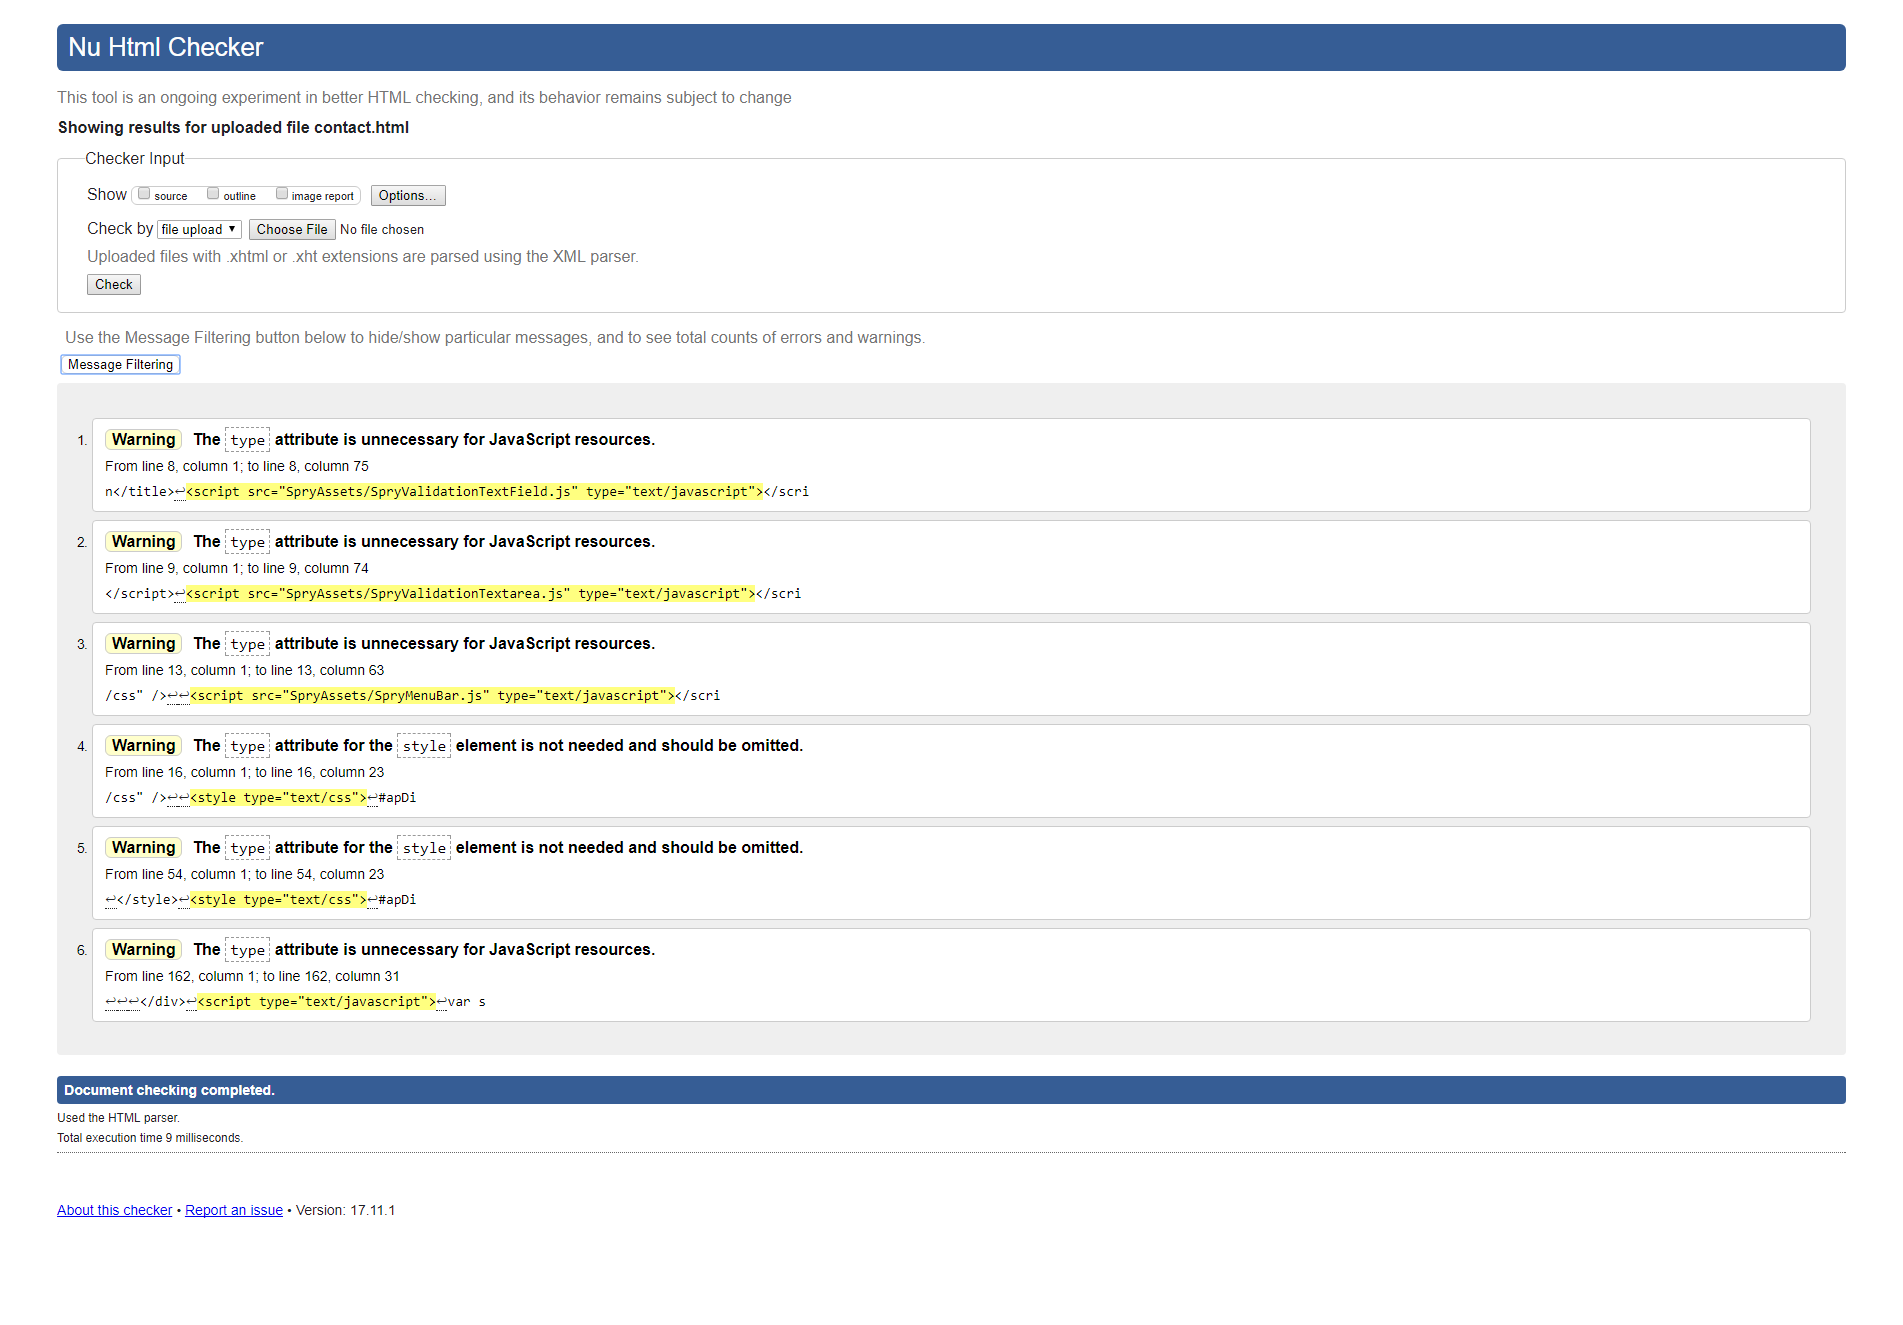 Nu Html Checker
This tool is an ongoing experiment in better HTML checking, and its behavior remains subject to change
Showing results for uploaded file contact.html
Checker Input
Show source outline image report Options...
Check by file upload ▼ Choose File No file chosen
Uploaded files with .xhtml or .xht extensions are parsed using the XML parser.
Check
Use the Message Filtering button below to hide/show particular messages, and to see total counts of errors and warnings.
Message Filtering
1. Warning The type attribute is unnecessary for JavaScript resources.
From line 8, column 1; to line 8, column 75
n</title>↩<script src="SpryAssets/SpryValidationTextField.js" type="text/javascript"></scri
2. Warning The type attribute is unnecessary for JavaScript resources.
From line 9, column 1; to line 9, column 74
</script>↩<script src="SpryAssets/SpryValidationTextarea.js" type="text/javascript"></scri
3. Warning The type attribute is unnecessary for JavaScript resources.
From line 13, column 1; to line 13, column 63
/css" />↩↩<script src="SpryAssets/SpryMenuBar.js" type="text/javascript"></scri
4. Warning The type attribute for the style element is not needed and should be omitted.
From line 16, column 1; to line 16, column 23
/css" />↩↩<style type="text/css">↩#apDi
5. Warning The type attribute for the style element is not needed and should be omitted.
From line 54, column 1; to line 54, column 23
↩</style>↩<style type="text/css">↩#apDi
6. Warning The type attribute is unnecessary for JavaScript resources.
From line 162, column 1; to line 162, column 31
↩↩↩</div>↩<script type="text/javascript">↩var s
Document checking completed.
Used the HTML parser.
Total execution time 9 milliseconds.
About this checker • Report an issue • Version: 17.11.1